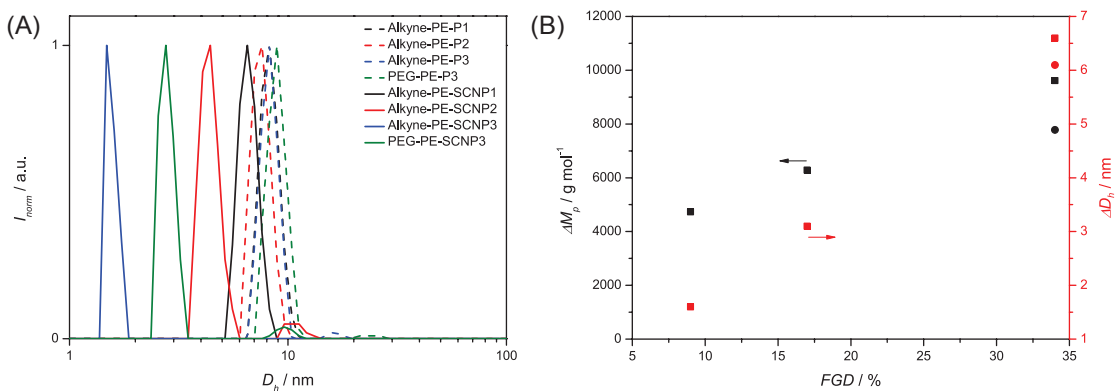 (A)
Alkyne-PE-P1
Alkyne-PE-P2
Alkyne-PE-P3
PEG-PE-P3
Alkyne-PE-SCNP1
Alkyne-PE-SCNP2
Alkyne-PE-SCNP3
PEG-PE-SCNP3
I_norm / a.u.
1
0
1 10 100
D_h / nm
(B)
ΔM_p / g mol⁻¹
12000
10000
8000
6000
4000
2000
0
5 10 15 20 25 30 35
FGD / %
7
6
5
4
3
2
1
ΔD_h / nm